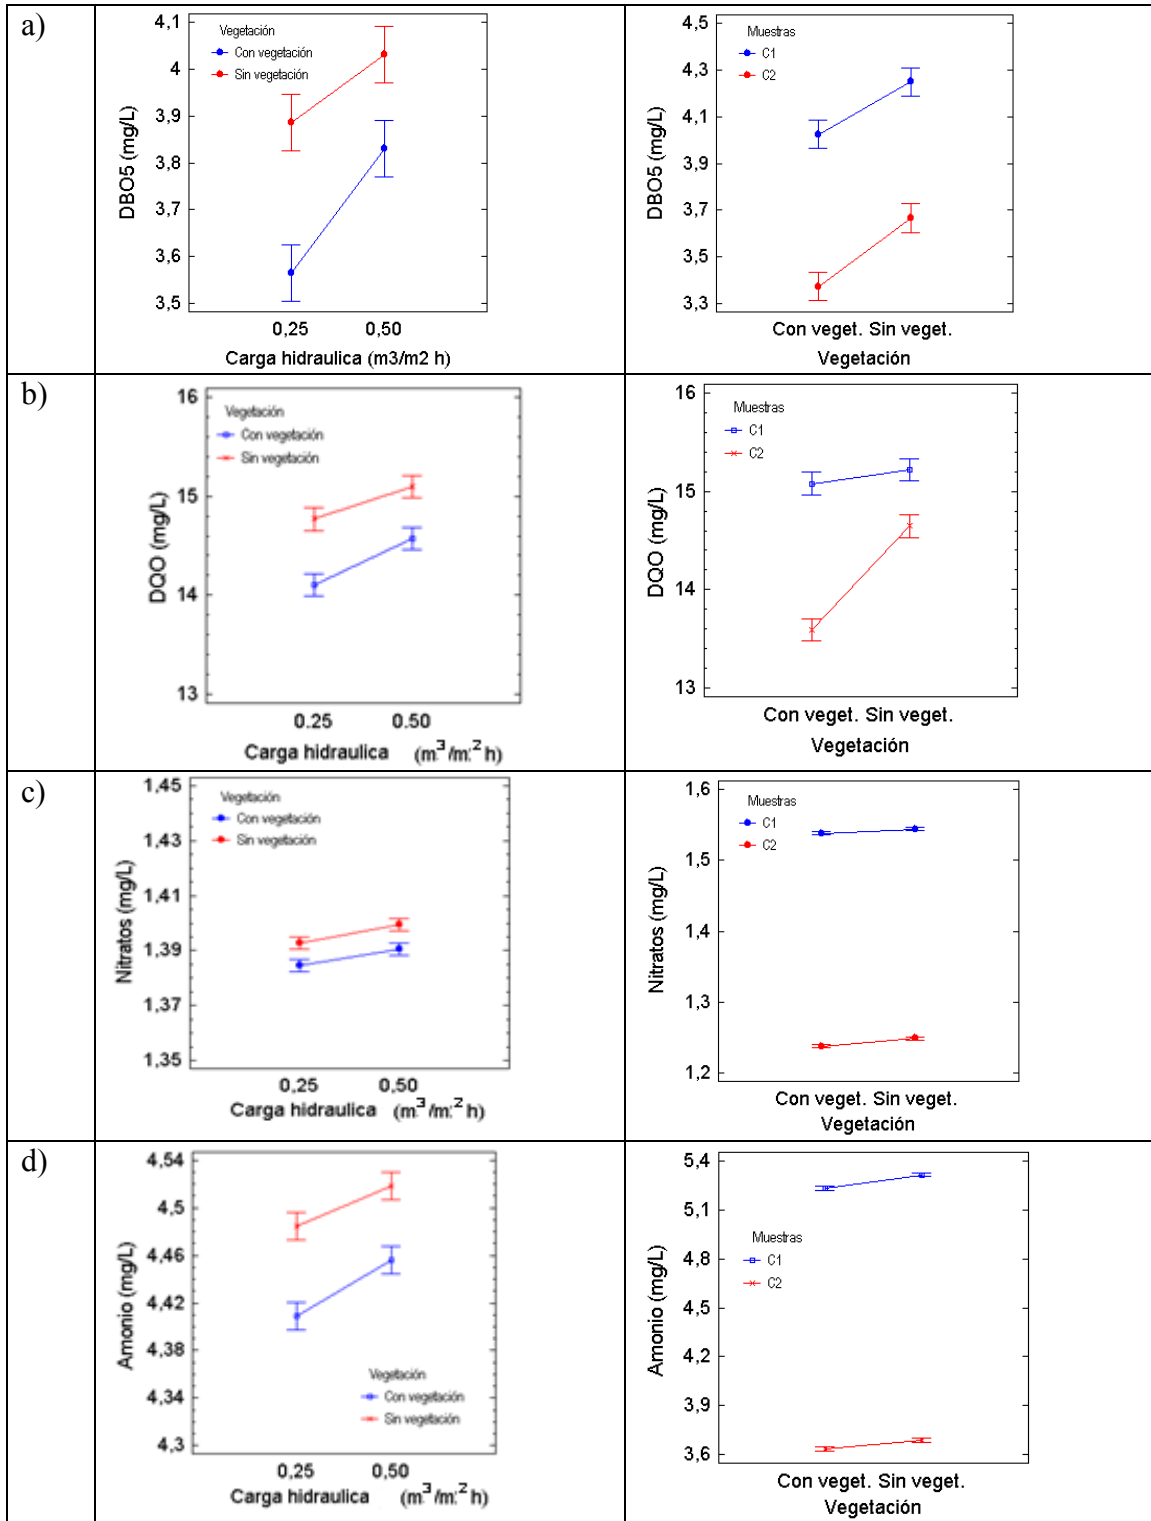 a)
4,1
4
3,9
3,8
3,7
3,6
3,5
DBO5 (mg/L)
Vegetación
Con vegetación
Sin vegetación
0,25 0,50
Carga hidraulica (m3/m2 h)
4,5
4,3
4,1
3,9
3,7
3,5
3,3
DBO5 (mg/L)
Muestras
C1
C2
Con veget. Sin veget.
Vegetación
b)
16
15
14
13
DQO (mg/L)
Vegetación
Con vegetación
Sin vegetación
0.25 0.50
Carga hidraulica (m³/m:² h)
16
15
14
13
DQO (mg/L)
Muestras
C1
C2
Con veget. Sin veget.
Vegetación
c)
1,45
1,43
1,41
1,39
1,37
1,35
Nitratos (mg/L)
Vegetación
Con vegetación
Sin vegetación
0,25 0,50
Carga hidraulica (m³/m:² h)
1,6
1,5
1,4
1,3
1,2
Nitratos (mg/L)
Muestras
C1
C2
Con veget. Sin veget.
Vegetación
d)
4,54
4,5
4,46
4,42
4,38
4,34
4,3
Amonio (mg/L)
Vegetación
Con vegetación
Sin vegetación
0,25 0,50
Carga hidraulica (m³/m:² h)
5,4
5,1
4,8
4,5
4,2
3,9
3,6
Amonio (mg/L)
Muestras
C1
C2
Con veget. Sin veget.
Vegetación